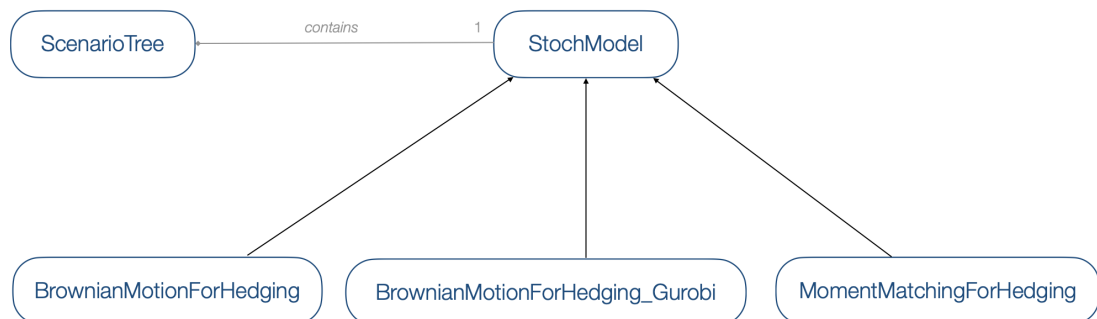 contains 1
ScenarioTree StochModel
BrownianMotionForHedging BrownianMotionForHedging_Gurobi MomentMatchingForHedging